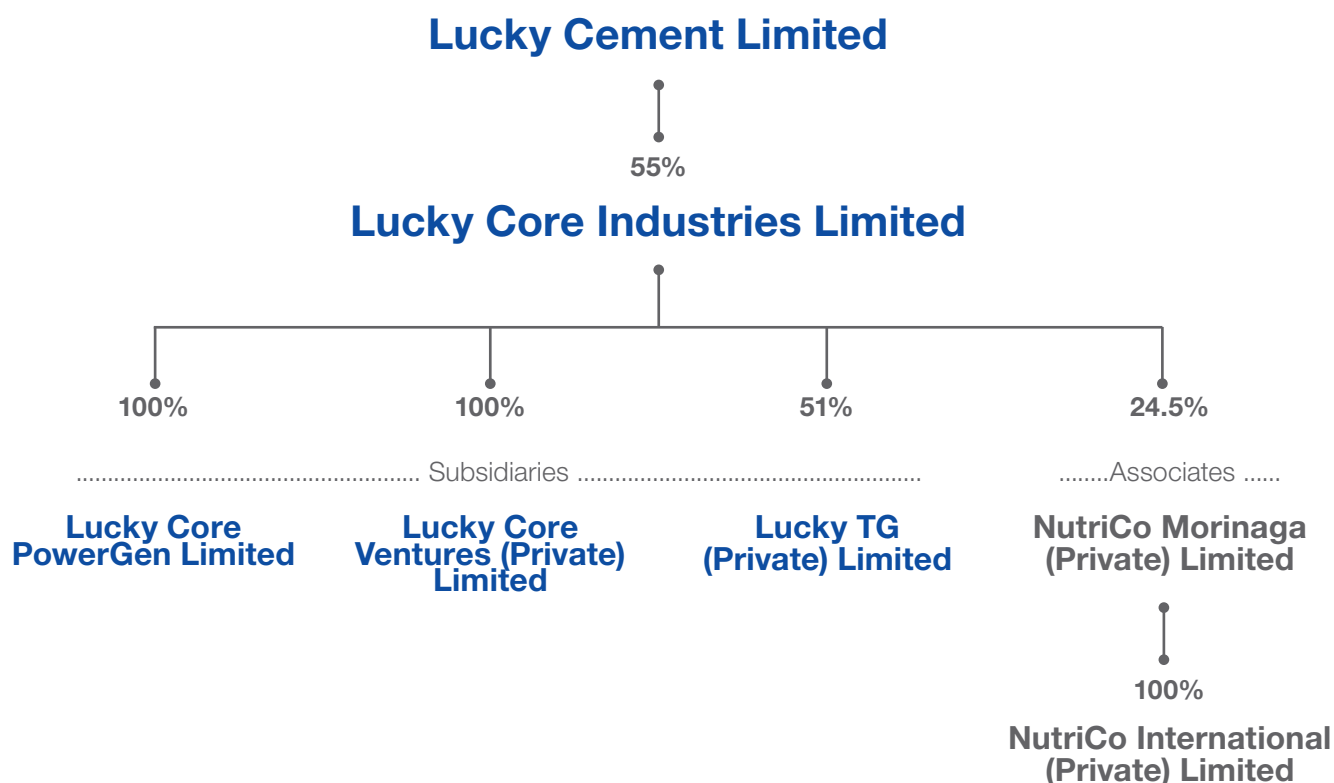 Lucky Cement Limited
55%
Lucky Core Industries Limited
100%
100%
51%
24.5%
........................................................ Subsidiaries ........................................................
........Associates ......
Lucky Core
PowerGen Limited
Lucky Core
Ventures (Private)
Limited
Lucky TG
(Private) Limited
NutriCo Morinaga
(Private) Limited
100%
NutriCo International
(Private) Limited